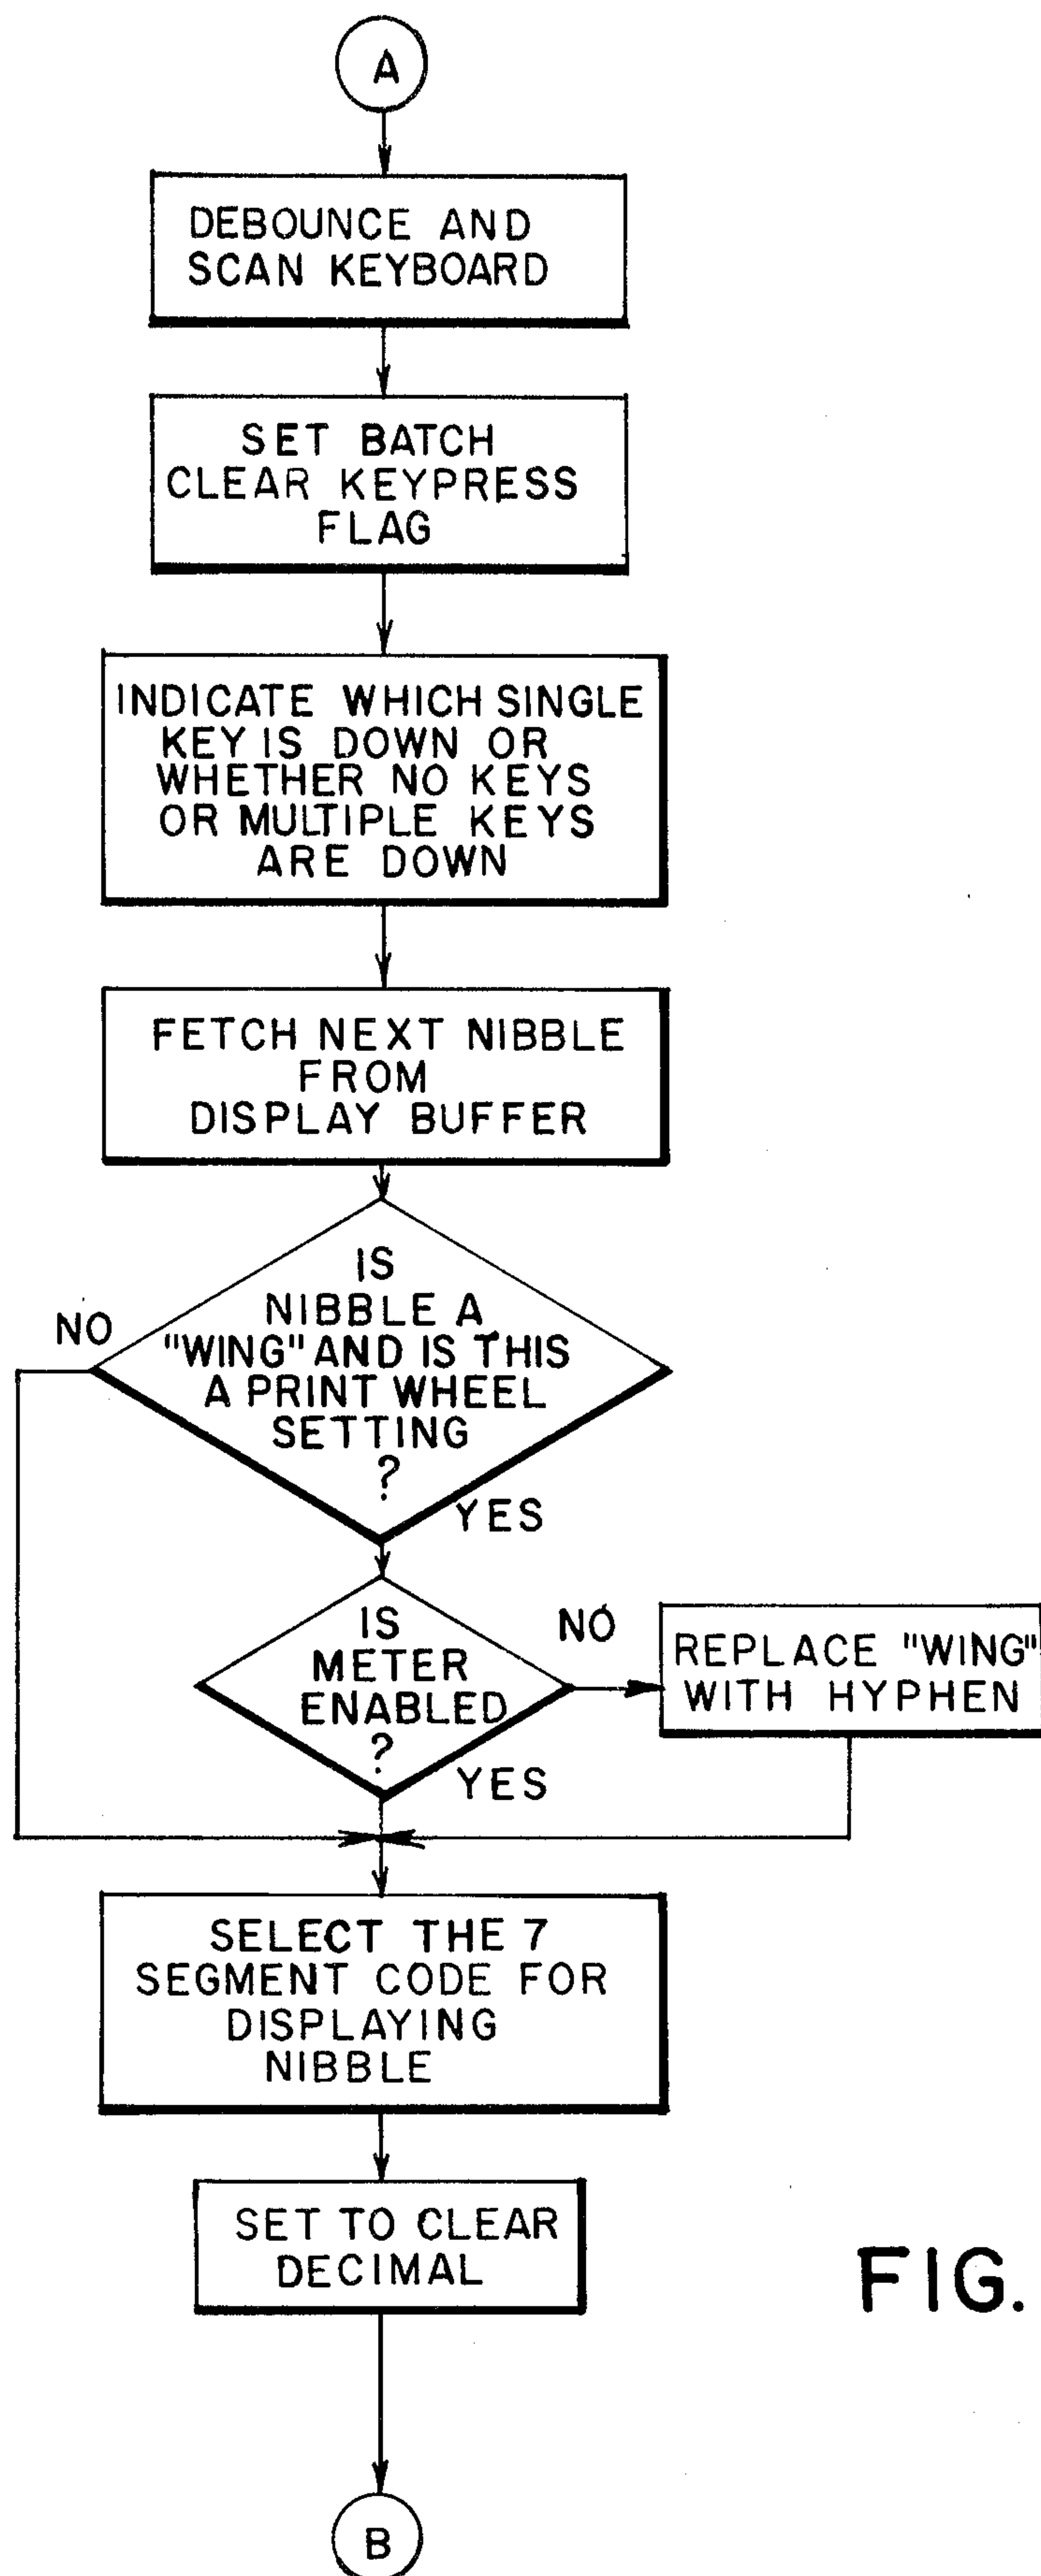 A
DEBOUNCE AND
SCAN KEYBOARD
SET BATCH
CLEAR KEYPRESS
FLAG
INDICATE WHICH SINGLE
KEY IS DOWN OR
WHETHER NO KEYS
OR MULTIPLE KEYS
ARE DOWN
FETCH NEXT NIBBLE
FROM
DISPLAY BUFFER
IS
NIBBLE A
"WING" AND IS THIS
A PRINT WHEEL
SETTING
?
NO
YES
IS
METER
ENABLED
?
NO
YES
REPLACE "WING"
WITH HYPHEN
SELECT THE 7
SEGMENT CODE FOR
DISPLAYING
NIBBLE
SET TO CLEAR
DECIMAL
FIG.
B